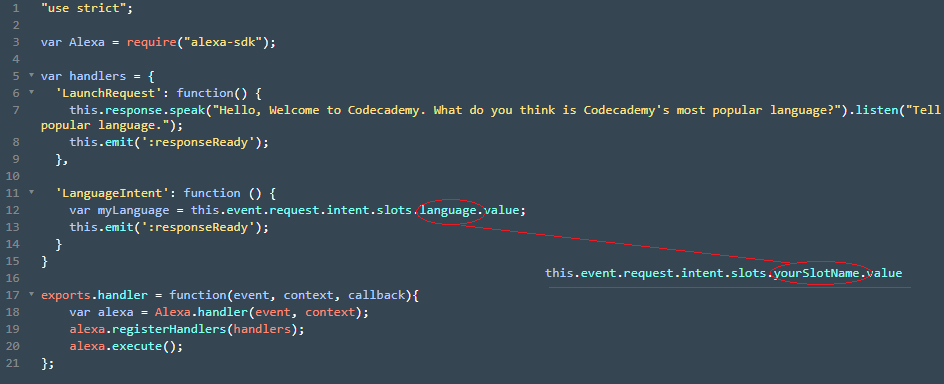 1 "use strict";
2
3 var Alexa = require("alexa-sdk");
4
5 var handlers = {
6 'LaunchRequest': function() {
7 this.response.speak("Hello, Welcome to Codecademy. What do you think is Codecademy's most popular language?").listen("Tell
popular language.");
8 this.emit(':responseReady');
9 },
10
11 'LanguageIntent': function () {
12 var myLanguage = this.event.request.intent.slots.language.value;
13 this.emit(':responseReady');
14 }
15 }
this.event.request.intent.slots.yourSlotName.value
16
17 exports.handler = function(event, context, callback){
18 var alexa = Alexa.handler(event, context);
19 alexa.registerHandlers(handlers);
20 alexa.execute();
21 };